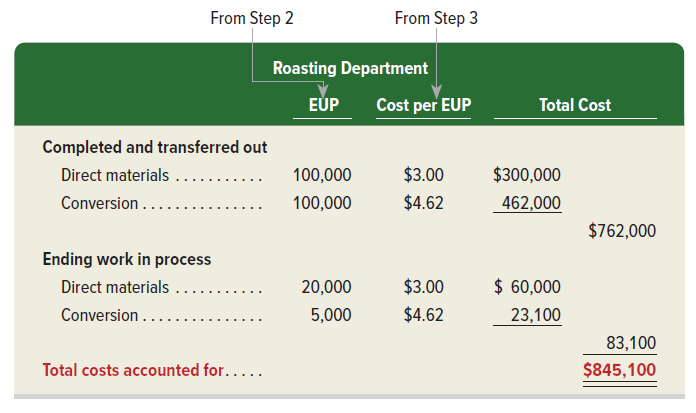 From Step 2 From Step 3
Roasting Department
EUP Cost per EUP Total Cost
Completed and transferred out
Direct materials . . . . . . . . . . . 100,000 $3.00 $300,000
Conversion . . . . . . . . . . . . . . . 100,000 $4.62 462,000
$762,000
Ending work in process
Direct materials . . . . . . . . . . . 20,000 $3.00 $ 60,000
Conversion . . . . . . . . . . . . . . . 5,000 $4.62 23,100
83,100
Total costs accounted for . . . . . $845,100